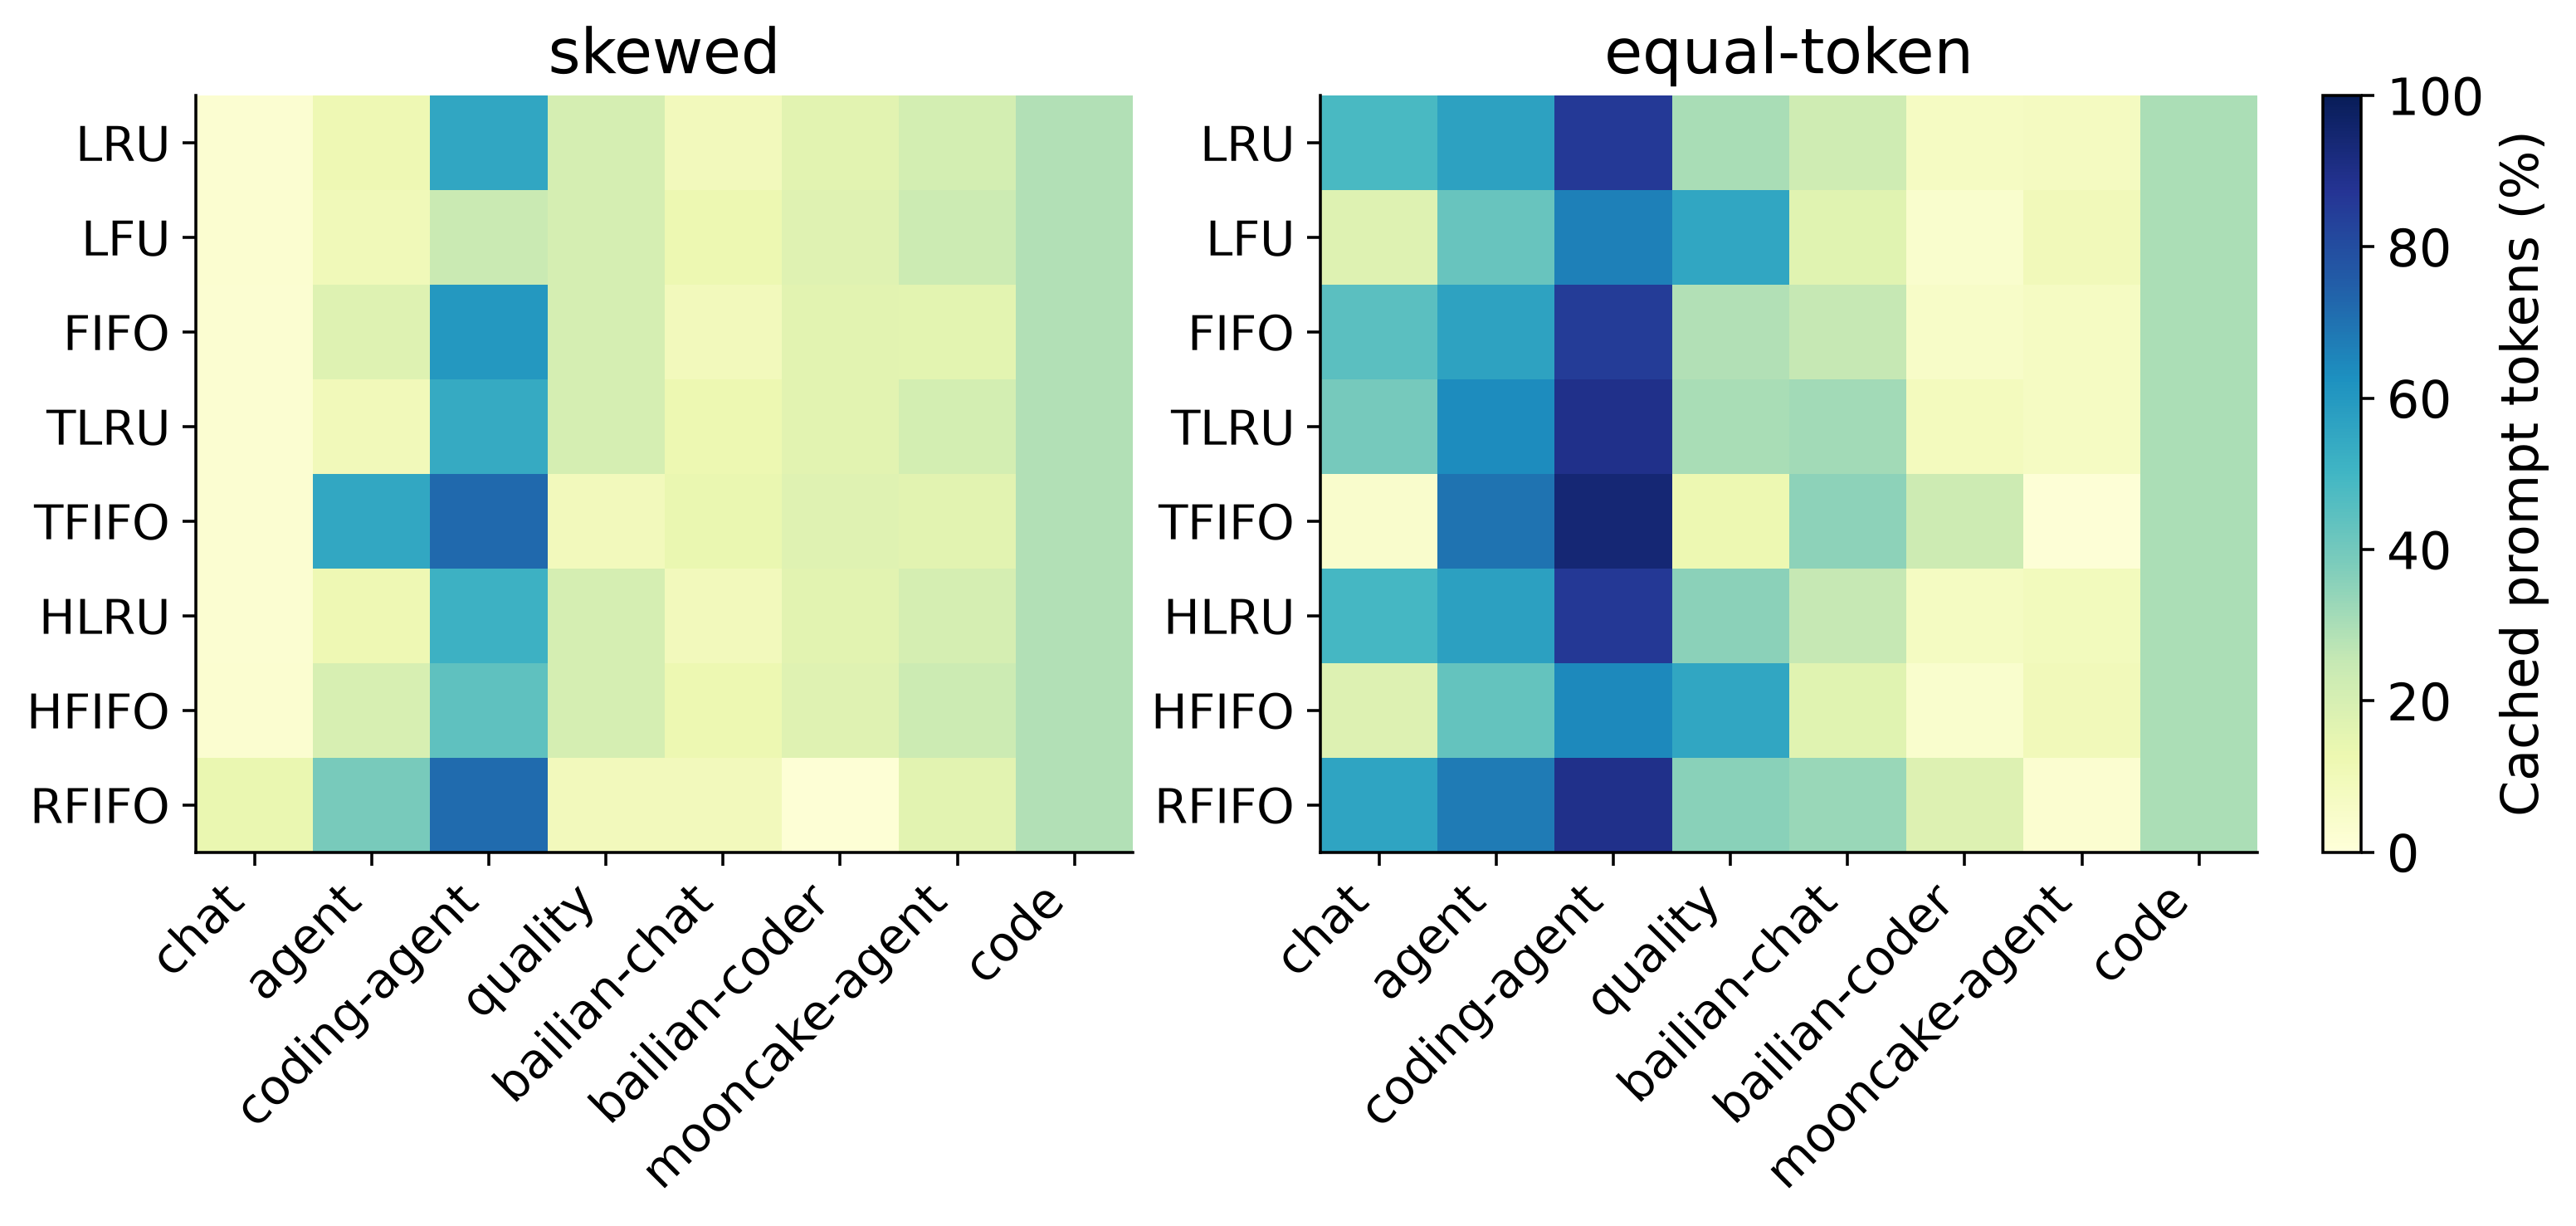 skewed
LRU
LFU
FIFO
TLRU
TFIFO
HLRU
HFIFO
RFIFO
chat
agent
coding-agent
quality
bailian-chat
bailian-coder
mooncake-agent
code
equal-token
LRU
LFU
FIFO
TLRU
TFIFO
HLRU
HFIFO
RFIFO
chat
agent
coding-agent
quality
bailian-chat
bailian-coder
mooncake-agent
code
100
80
60
40
20
0
Cached prompt tokens (%)